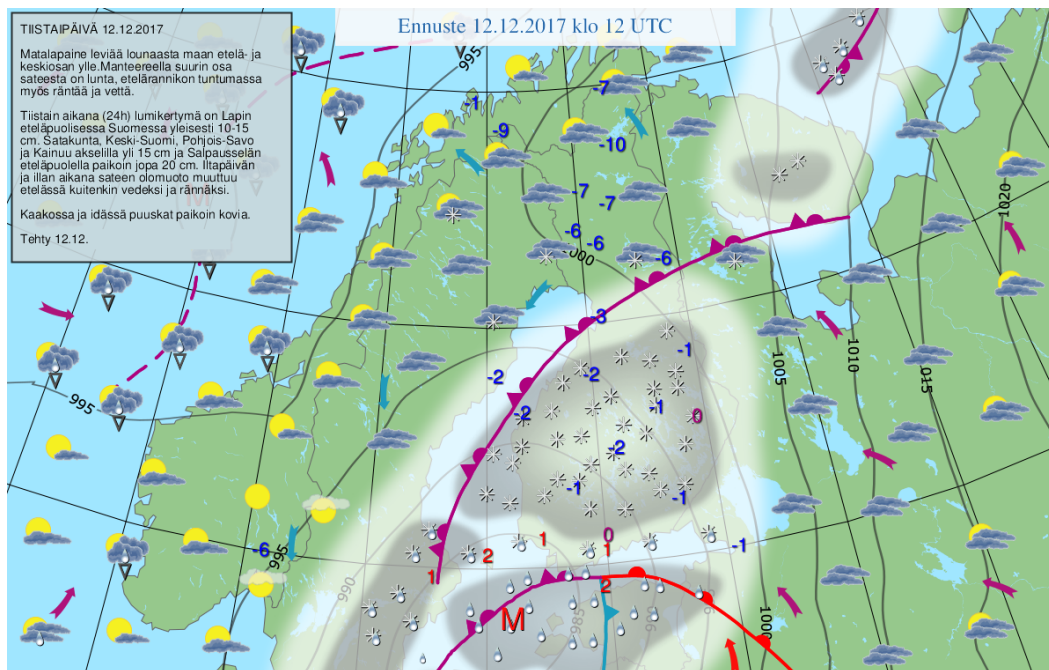 Ennuste 12.12.2017 klo 12 UTC
TIISTAIPÄIVÄ 12.12.2017
Matalapaine leviää lounaasta maan etelä- ja
keskiosan ylle.Mantereella suurin osa
sateesta on lunta, etelärannikon tuntumassa
myös räntää ja vettä.
Tiistain aikana (24h) lumikertymä on Lapin
eteläpuolisessa Suomessa yleisesti 10-15
cm. Satakunta, Keski-Suomi, Pohjois-Savo
ja Kainuu akselilla yli 15 cm ja Salpausselän
eteläpuolella paikoin jopa 20 cm. Iltapäivän
ja illan aikana sateen olomuoto muuttuu
etelässä kuitenkin vedeksi ja rännäksi.
Kaakossa ja idässä puuskat paikoin kovia.
Tehty 12.12.
995
-1
-7
-9
-10
-7
-7
1020
M
-6
-6
-6
1000
-3
-1
1005
1010
1015
-2
-2
995
-2
-1
0
-2
-1
-1
0
1
1
-1
2
-6
995
1
990
2
M
985
995
1000